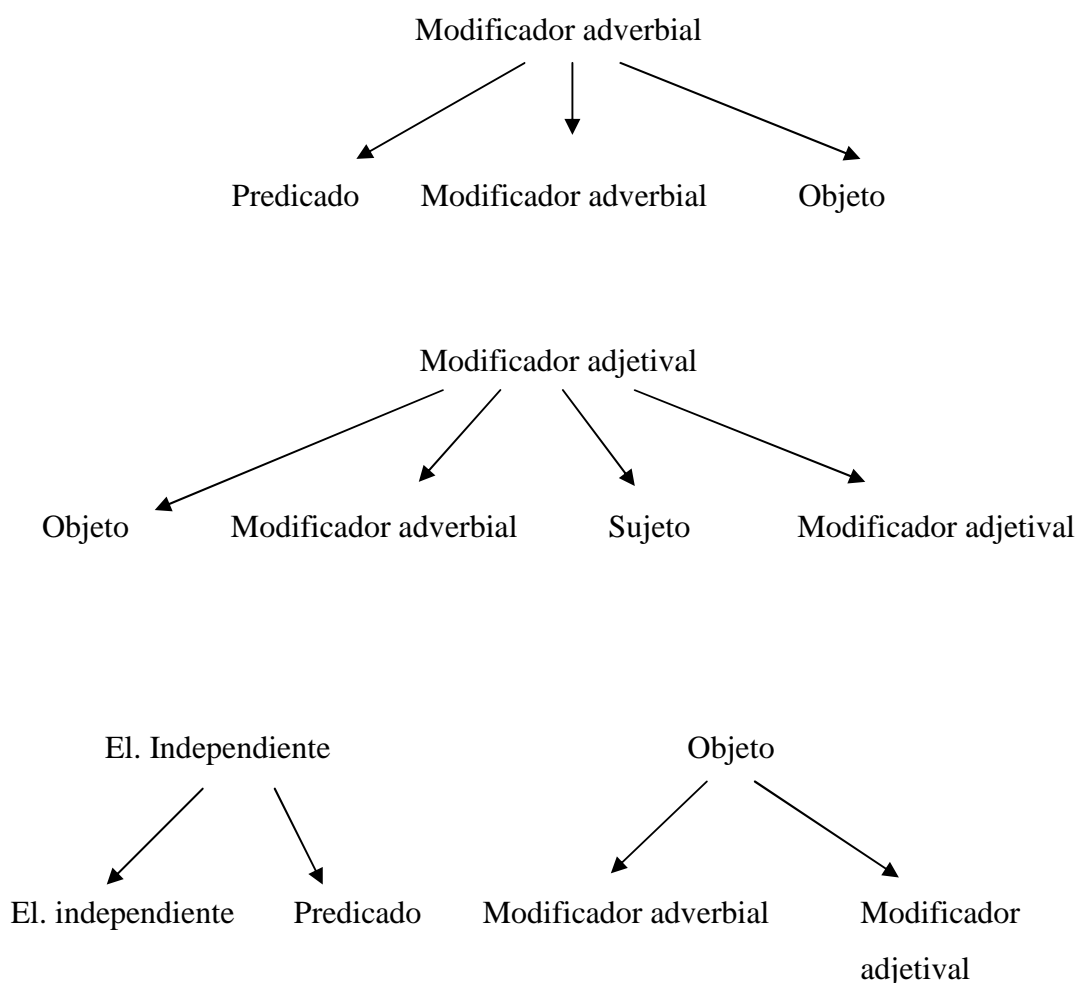 Modificador adverbial
Predicado Modificador adverbial Objeto
Modificador adjetival
Objeto Modificador adverbial Sujeto Modificador adjetival
El. Independiente Objeto
El. independiente Predicado Modificador adverbial Modificador
adjetival